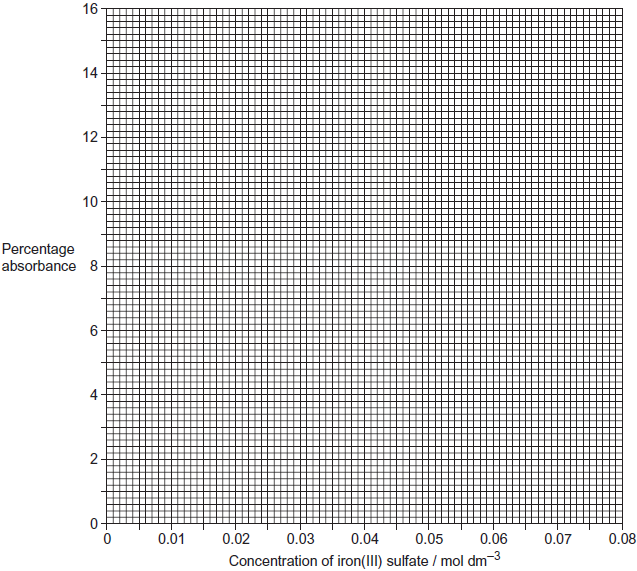 16
14
12
10
Percentage
absorbance 8
6
4
2
0
0 0.01 0.02 0.03 0.04 0.05 0.06 0.07 0.08
Concentration of iron(III) sulfate / mol dm⁻³